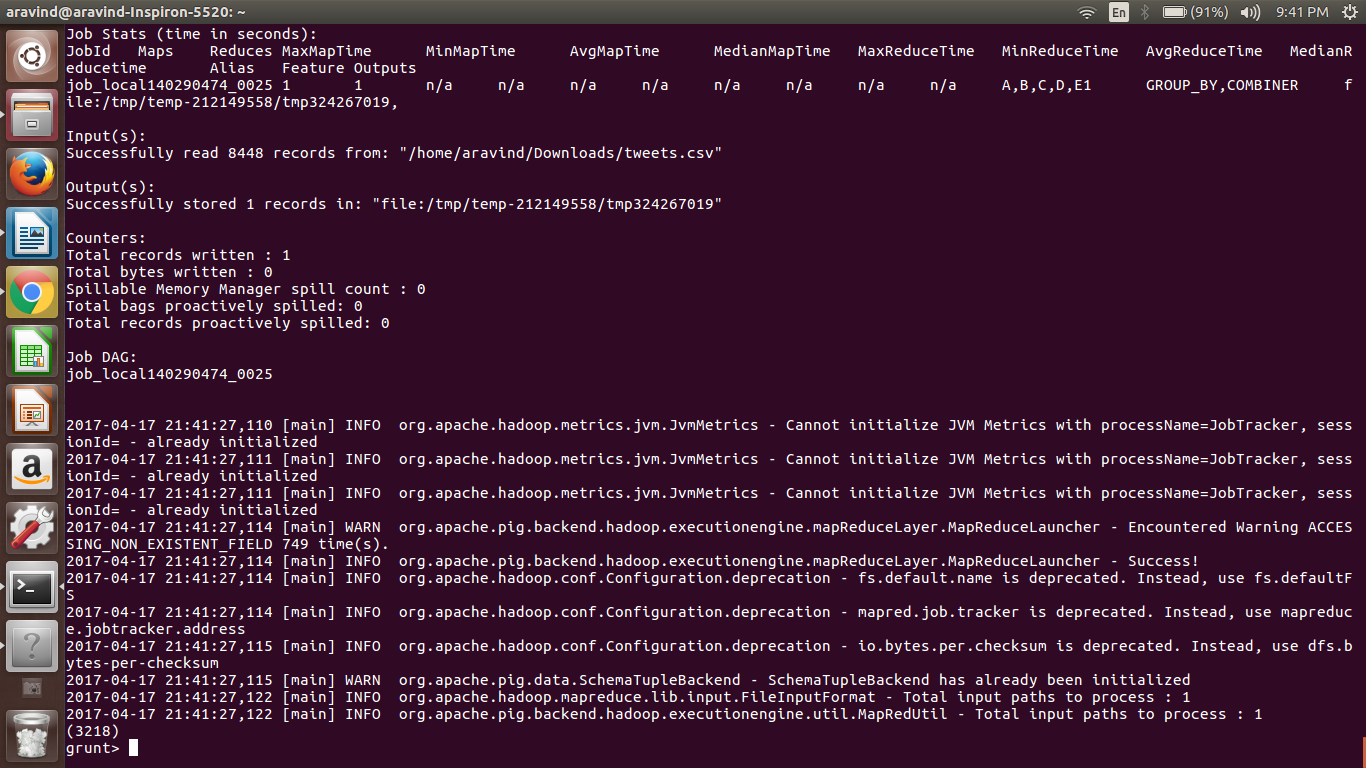 aravind@aravind-Inspiron-5520: ~
En
(91%)
9:41 PM
Job Stats (time in seconds):
JobId Maps Reduces MaxMapTime MinMapTime AvgMapTime MedianMapTime MaxReduceTime MinReduceTime AvgReduceTime MedianR
educetime Alias Feature Outputs
job_local140290474_0025 1 1 n/a n/a n/a n/a n/a n/a n/a n/a A,B,C,D,E1 GROUP_BY,COMBINER f
ile:/tmp/temp-212149558/tmp324267019,
Input(s):
Successfully read 8448 records from: "/home/aravind/Downloads/tweets.csv"
Output(s):
Successfully stored 1 records in: "file:/tmp/temp-212149558/tmp324267019"
Counters:
Total records written : 1
Total bytes written : 0
Spillable Memory Manager spill count : 0
Total bags proactively spilled: 0
Total records proactively spilled: 0
Job DAG:
job_local140290474_0025
2017-04-17 21:41:27,110 [main] INFO org.apache.hadoop.metrics.jvm.JvmMetrics - Cannot initialize JVM Metrics with processName=JobTracker, sess
ionId= - already initialized
2017-04-17 21:41:27,111 [main] INFO org.apache.hadoop.metrics.jvm.JvmMetrics - Cannot initialize JVM Metrics with processName=JobTracker, sess
ionId= - already initialized
2017-04-17 21:41:27,111 [main] INFO org.apache.hadoop.metrics.jvm.JvmMetrics - Cannot initialize JVM Metrics with processName=JobTracker, sess
ionId= - already initialized
2017-04-17 21:41:27,114 [main] WARN org.apache.pig.backend.hadoop.executionengine.mapReduceLayer.MapReduceLauncher - Encountered Warning ACCES
SING_NON_EXISTENT_FIELD 749 time(s).
2017-04-17 21:41:27,114 [main] INFO org.apache.pig.backend.hadoop.executionengine.mapReduceLayer.MapReduceLauncher - Success!
2017-04-17 21:41:27,114 [main] INFO org.apache.hadoop.conf.Configuration.deprecation - fs.default.name is deprecated. Instead, use fs.defaultF
S
2017-04-17 21:41:27,114 [main] INFO org.apache.hadoop.conf.Configuration.deprecation - mapred.job.tracker is deprecated. Instead, use mapreduc
e.jobtracker.address
2017-04-17 21:41:27,115 [main] INFO org.apache.hadoop.conf.Configuration.deprecation - io.bytes.per.checksum is deprecated. Instead, use dfs.b
ytes-per-checksum
2017-04-17 21:41:27,115 [main] WARN org.apache.pig.data.SchemaTupleBackend - SchemaTupleBackend has already been initialized
2017-04-17 21:41:27,122 [main] INFO org.apache.hadoop.mapreduce.lib.input.FileInputFormat - Total input paths to process : 1
2017-04-17 21:41:27,122 [main] INFO org.apache.pig.backend.hadoop.executionengine.util.MapRedUtil - Total input paths to process : 1
(3218)
grunt>